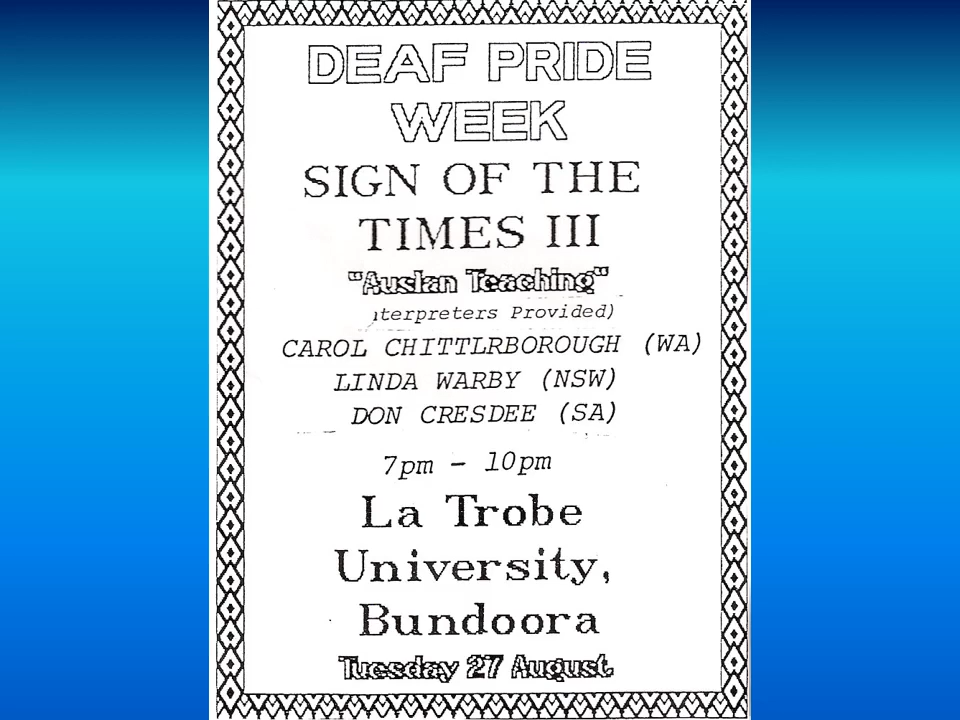 DEAF PRIDE
WEEK
SIGN OF THE
TIMES III
"Auslan Teaching"
terpreters Provided)
CAROL CHITTLRBOROUGH (WA)
LINDA WARBY (NSW)
DON CRESDEE (SA)
7pm - 10pm
La Trobe
University,
Bundoora
Tuesday 27 August